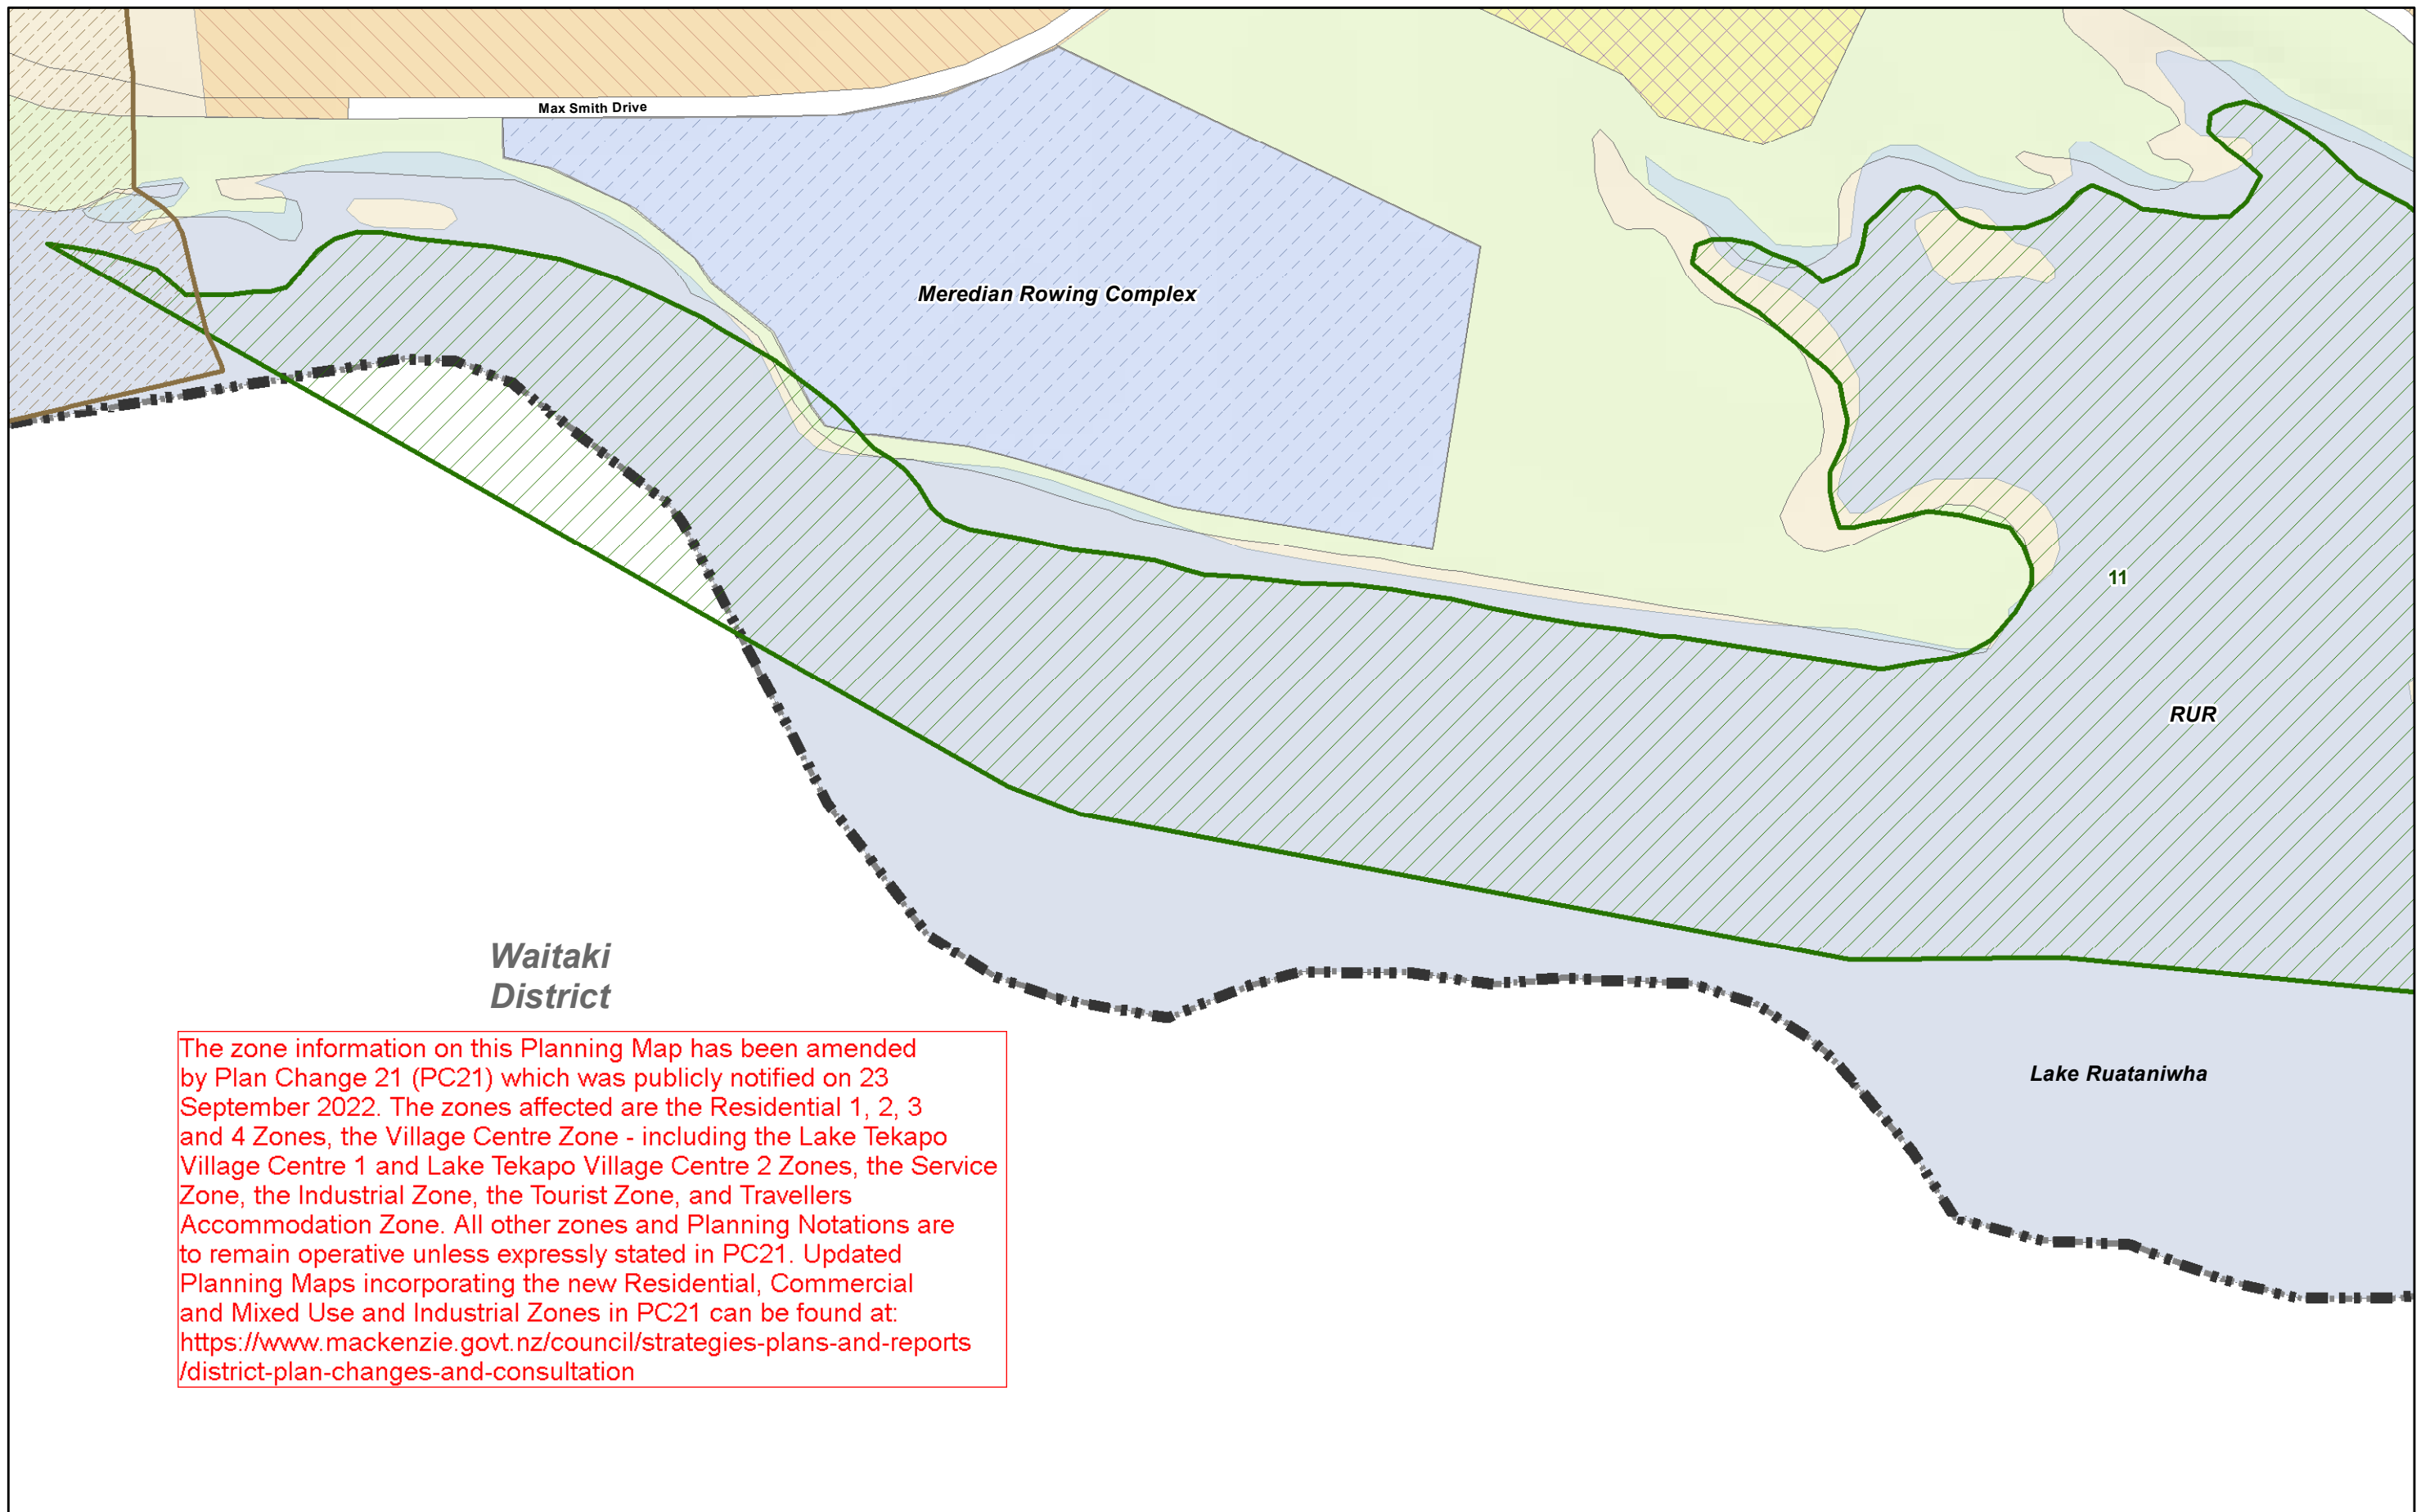 Max Smith Drive
Meredian Rowing Complex
11
RUR
Waitaki
District
The zone information on this Planning Map has been amended
by Plan Change 21 (PC21) which was publicly notified on 23
September 2022. The zones affected are the Residential 1, 2, 3
and 4 Zones, the Village Centre Zone - including the Lake Tekapo
Village Centre 1 and Lake Tekapo Village Centre 2 Zones, the Service
Zone, the Industrial Zone, the Tourist Zone, and Travellers
Accommodation Zone. All other zones and Planning Notations are
to remain operative unless expressly stated in PC21. Updated
Planning Maps incorporating the new Residential, Commercial
and Mixed Use and Industrial Zones in PC21 can be found at:
https://www.mackenzie.govt.nz/council/strategies-plans-and-reports
/district-plan-changes-and-consultation
Lake Ruataniwha